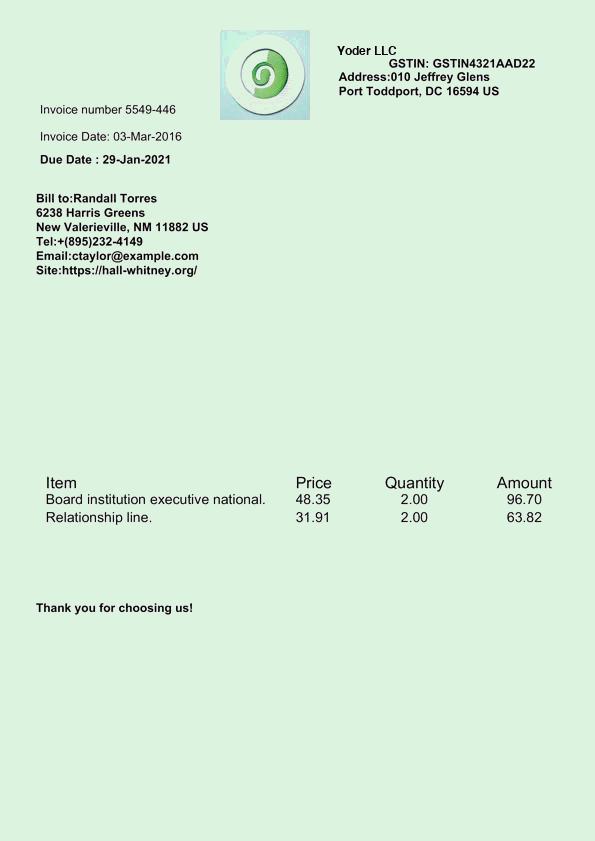 Yoder LLC
GSTIN: GSTIN4321AAD22
Address:010 Jeffrey Glens
Port Toddport, DC 16594 US
Invoice number 5549-446
Invoice Date: 03-Mar-2016
Due Date : 29-Jan-2021
Bill to:Randall Torres
6238 Harris Greens
New Valerieville, NM 11882 US
Tel:+(895)232-4149
Email:ctaylor@example.com
Site:https://hall-whitney.org/
Item Price Quantity Amount
Board institution executive national. 48.35 2.00 96.70
Relationship line. 31.91 2.00 63.82
Thank you for choosing us!